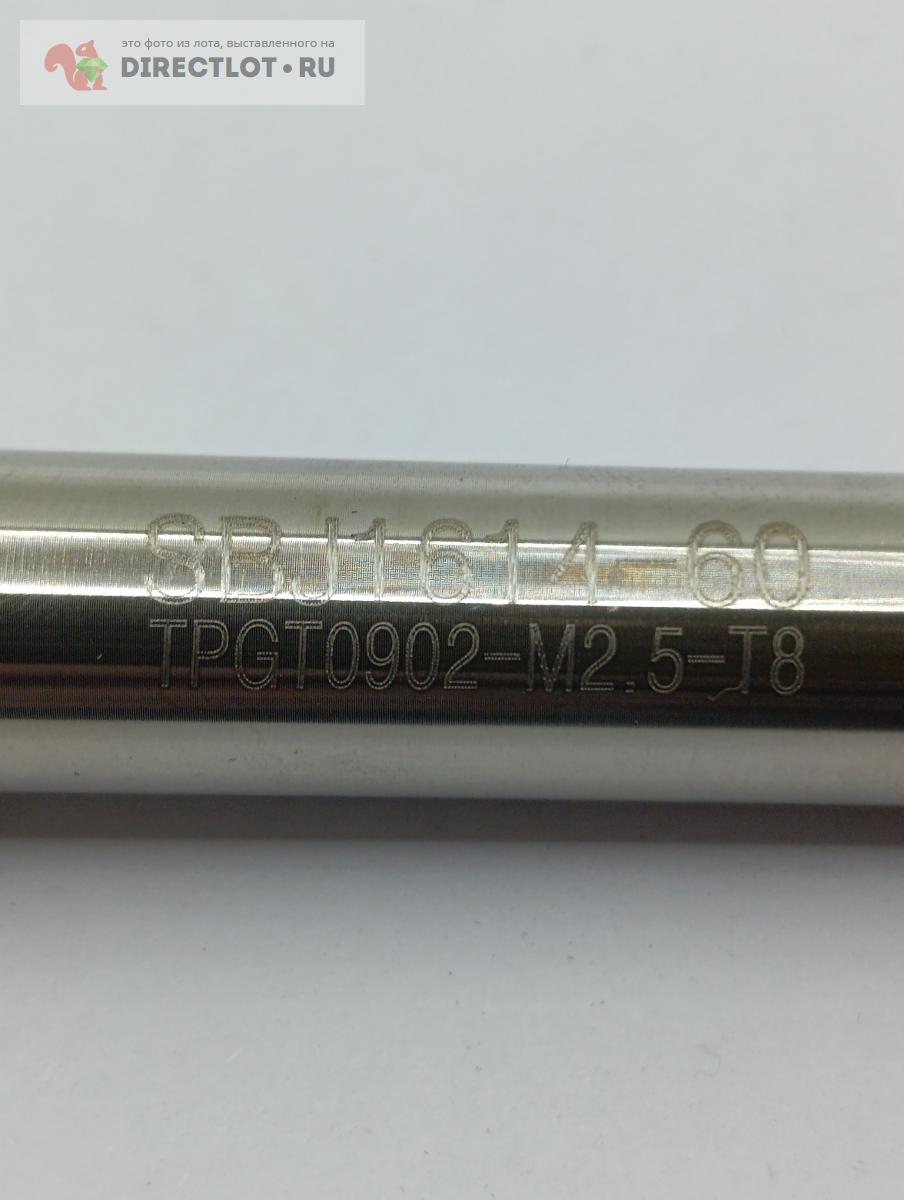 это фото из лота, выставленного на
DIRECTLOT•RU
SBJ1614-60
TPGT0902-M2.5-T8